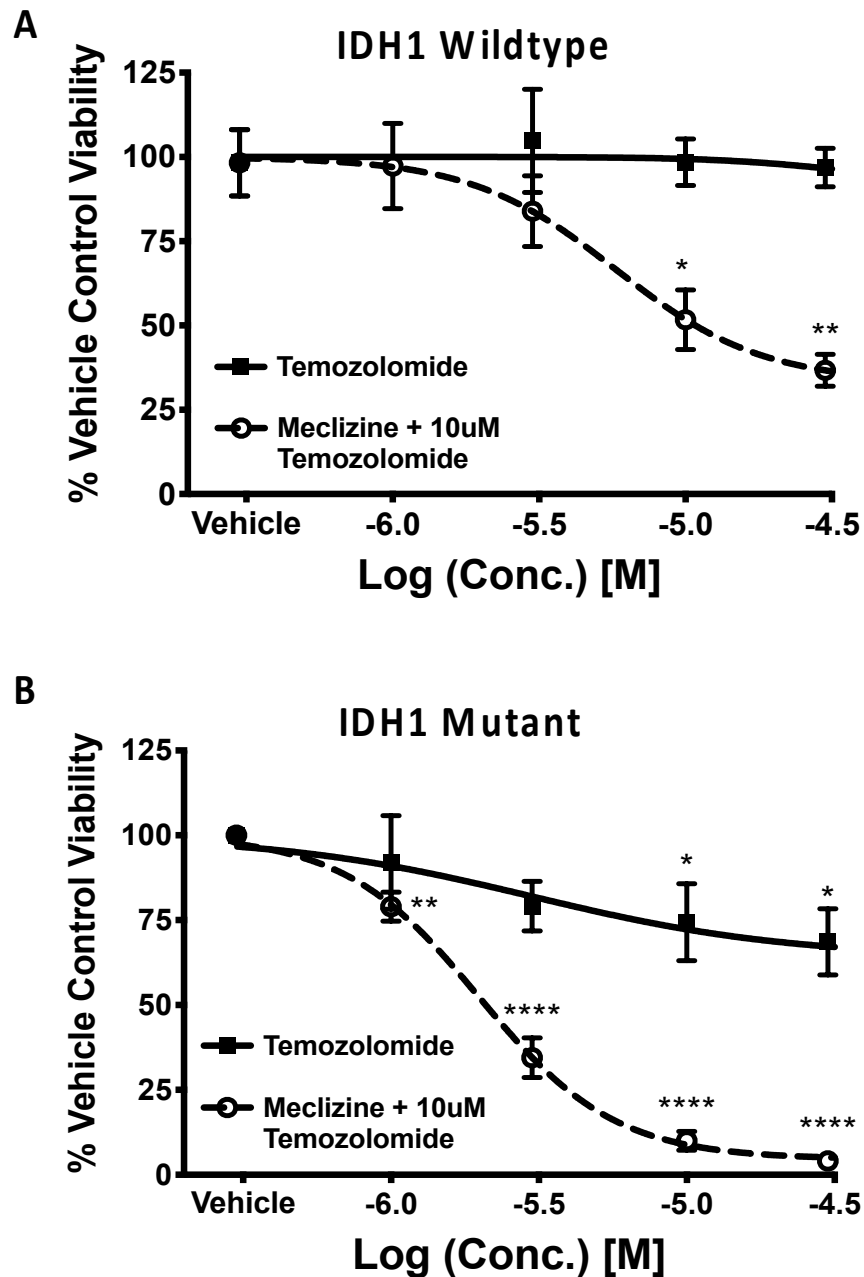 A
IDH1 Wildtype
% Vehicle Control Viability
125
100
75
50
25
0
*
**
Temozolomide
Meclizine + 10uM
Temozolomide
Vehicle -6.0 -5.5 -5.0 -4.5
Log (Conc.) [M]
B
IDH1 Mutant
% Vehicle Control Viability
125
100
75
50
25
0
*
*
**
****
****
****
Temozolomide
Meclizine + 10uM
Temozolomide
Vehicle -6.0 -5.5 -5.0 -4.5
Log (Conc.) [M]